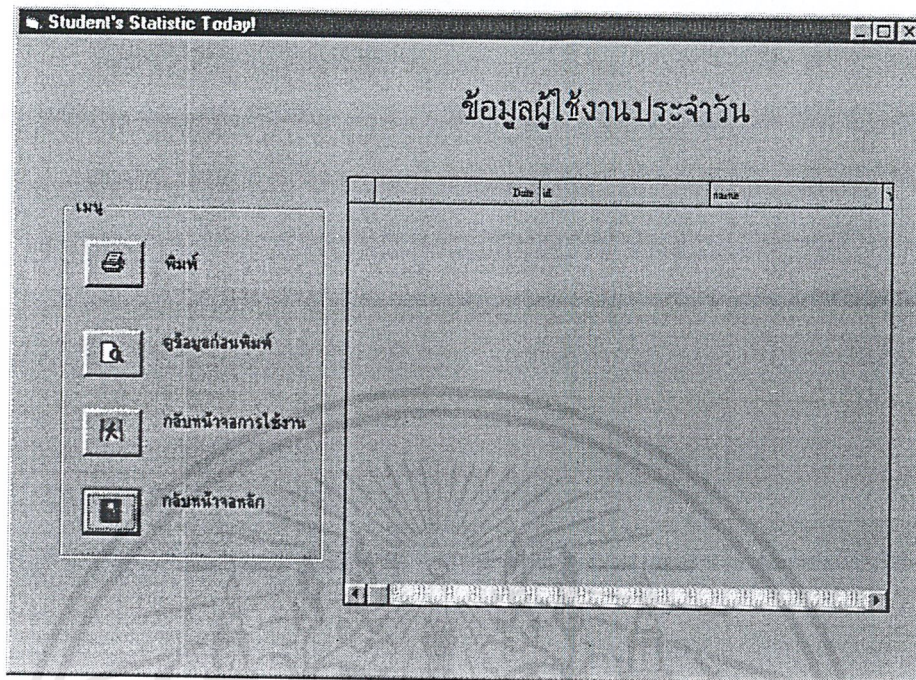 Student's Statistic Today!
ข้อมูลผู้ใช้งานประจำวัน
Date id name
เมนู
พิมพ์
ดูข้อมูลก่อนพิมพ์
กลับหน้าจอการใช้งาน
กลับหน้าจอหลัก